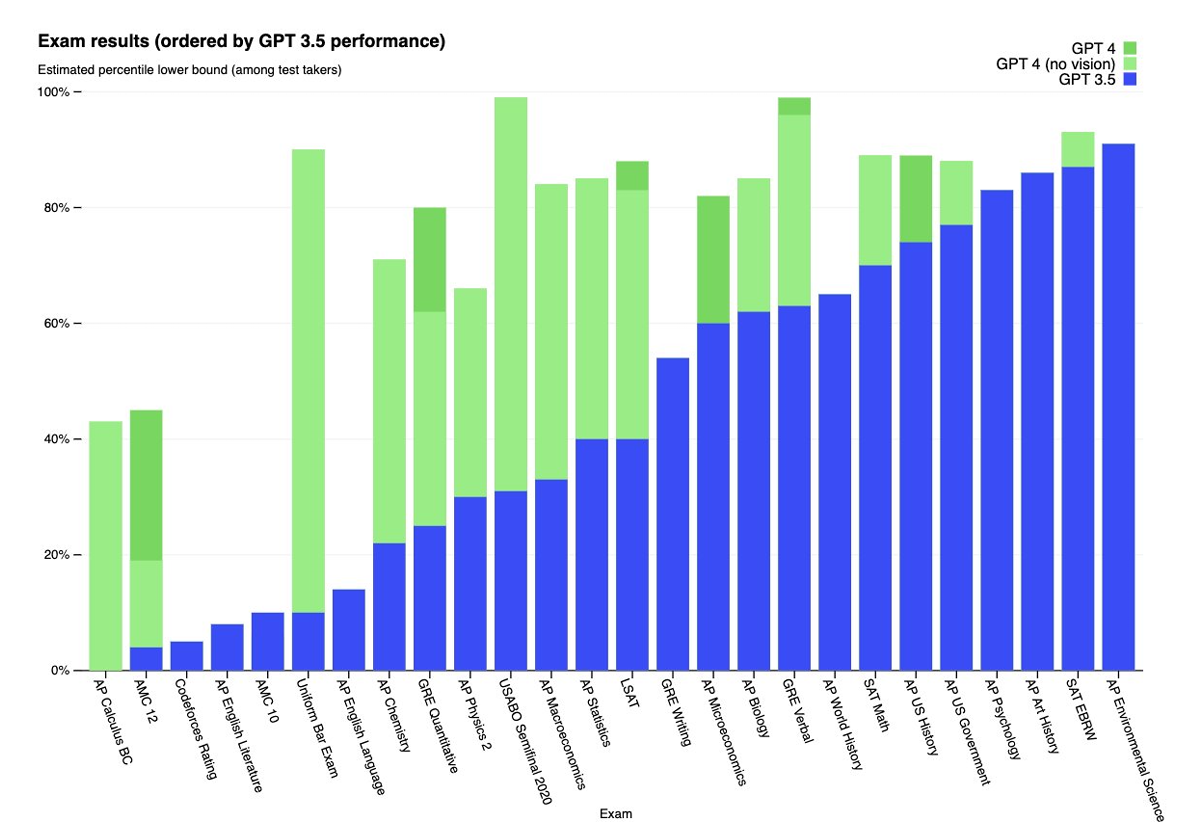 Exam results (ordered by GPT 3.5 performance)
Estimated percentile lower bound (among test takers)
GPT 4
GPT 4 (no vision)
GPT 3.5
100%
80%
60%
40%
20%
0%
AP Calculus BC
AMC 12
Codeforces Rating
AP English Literature
AMC 10
Uniform Bar Exam
AP English Language
AP Chemistry
GRE Quantitative
AP Physics 2
USABO Semifinal 2020
AP Macroeconomics
AP Statistics
LSAT
GRE Writing
AP Microeconomics
AP Biology
GRE Verbal
AP World History
SAT Math
AP US History
AP US Government
AP Psychology
AP Art History
SAT EBRW
AP Environmental Science
Exam